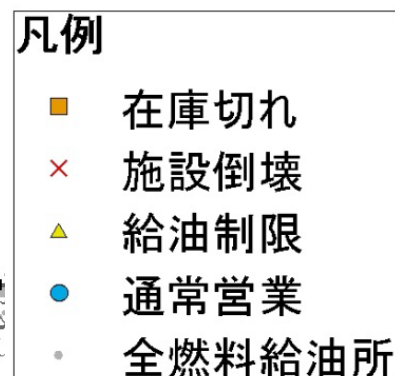 凡例
在庫切れ
施設倒壊
給油制限
通常営業
全燃料給油所